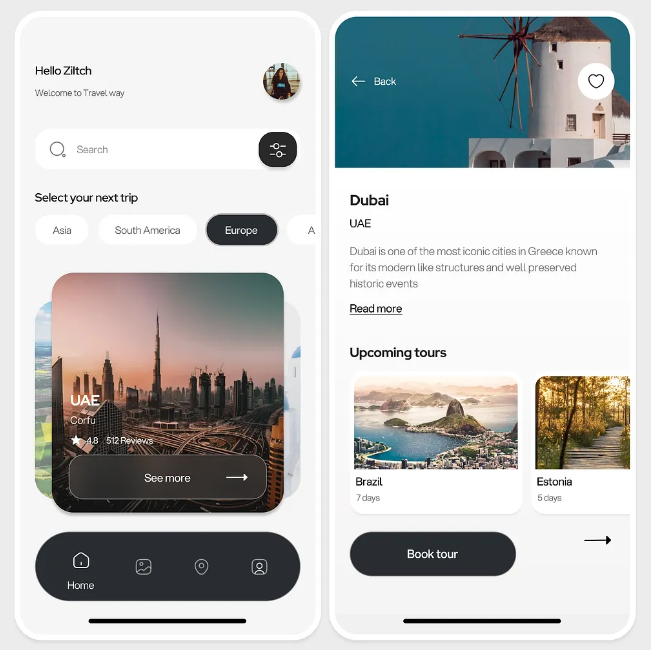 Hello Ziltch
Welcome to Travel way
Search
Select your next trip
Asia
South America
Europe
A
UAE
Corfu
4.8 512 Reviews
See more
Home
Back
Dubai
UAE
Dubai is one of the most iconic cities in Greece known
for its modern like structures and well preserved
historic events
Read more
Upcoming tours
Brazil
7 days
Estonia
5 days
Book tour